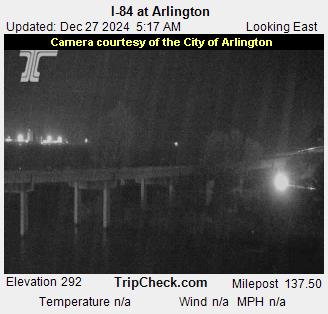 I-84 at Arlington
Updated: Dec 27 2024 5:17 AM Looking East
Camera courtesy of the City of Arlington
Elevation 292 TripCheck.com Milepost 137.50
Temperature n/a Wind n/a MPH n/a